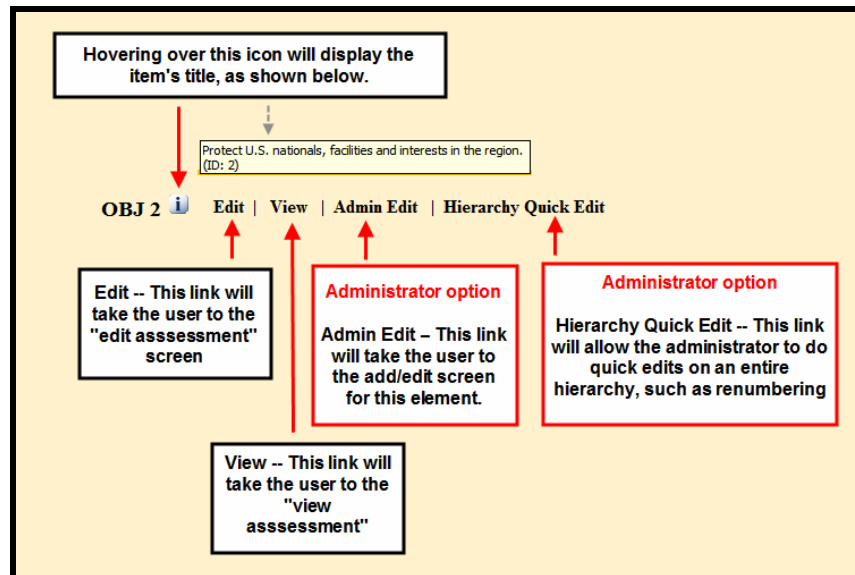 Hovering over this icon will display the
item's title, as shown below.
Protect U.S. nationals, facilities and interests in the region.
(ID: 2)
OBJ 2 i Edit | View | Admin Edit | Hierarchy Quick Edit
Edit -- This link will
take the user to the
"edit asssessment"
screen
Administrator option
Admin Edit – This link
will take the user to
the add/edit screen
for this element.
Administrator option
Hierarchy Quick Edit -- This link
will allow the administrator to do
quick edits on an entire
hierarchy, such as renumbering
View -- This link will
take the user to the
"view
asssessment"